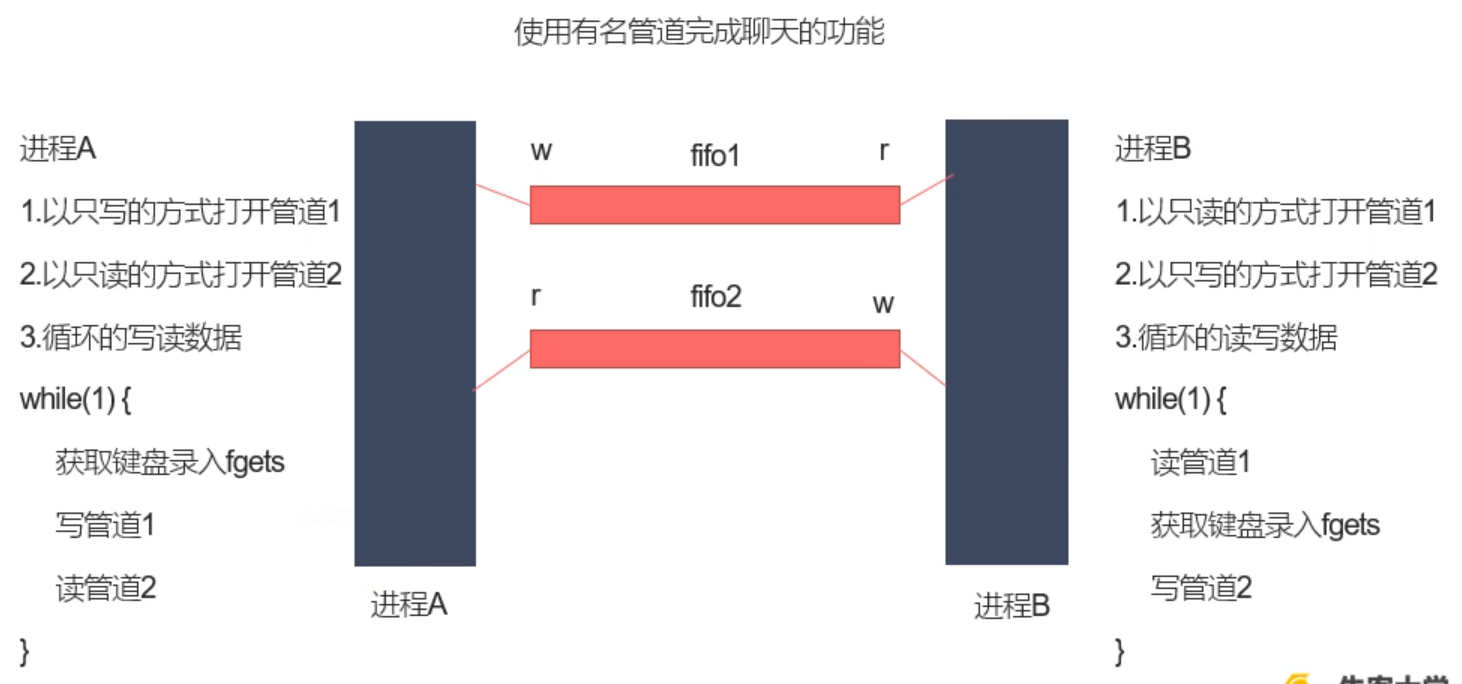 使用有名管道完成聊天的功能
进程A
1.以只写的方式打开管道1
2.以只读的方式打开管道2
3.循环的写读数据
while(1) {
获取键盘录入fgets
写管道1
读管道2
}
w
fifo1
r
r
fifo2
w
进程A
进程B
进程B
1.以只读的方式打开管道1
2.以只写的方式打开管道2
3.循环的读写数据
while(1) {
读管道1
获取键盘录入fgets
写管道2
}